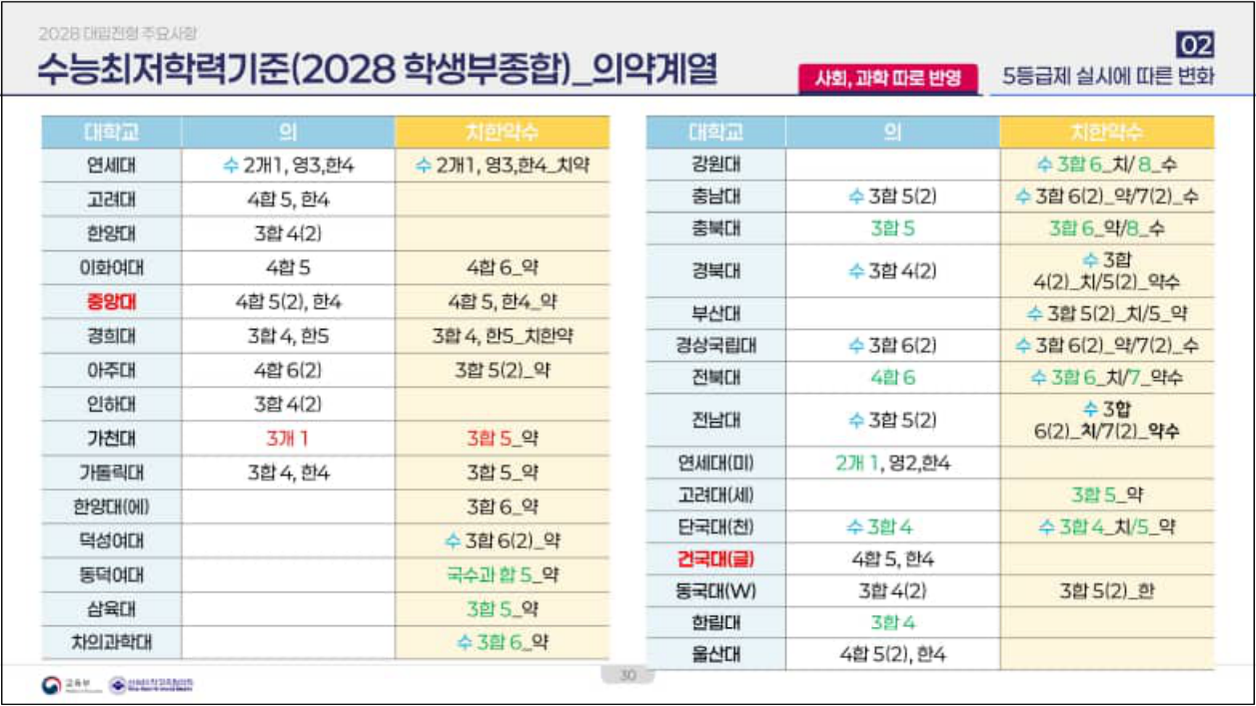 2028 대입전형 주요사항
수능최저학력기준(2028 학생부종합)_의약계열
사회, 과학 따로 반영
02
5등급제 실시에 따른 변화
대학교 의 치한약수
연세대 수 2개1, 영3,한4 수 2개1, 영3,한4_치약
고려대 4합 5, 한4
한양대 3합 4(2)
이화여대 4합 5 4합 6_약
중앙대 4합 5(2), 한4 4합 5, 한4_약
경희대 3합 4, 한5 3합 4, 한5_치한약
아주대 4합 6(2) 3합 5(2)_약
인하대 3합 4(2)
가천대 3개 1 3합 5_약
가톨릭대 3합 4, 한4 3합 5_약
한양대(에) 3합 6_약
덕성여대 수 3합 6(2)_약
동덕여대 국수과 합 5_약
삼육대 3합 5_약
차의과학대 수 3합 6_약
대학교 의 치한약수
강원대 수 3합 6_치/ 8_수
충남대 수 3합 5(2) 수 3합 6(2)_약/7(2)_수
충북대 3합 5 3합 6_약/8_수
경북대 수 3합 4(2) 수 3합
4(2)_치/5(2)_약수
부산대 수 3합 5(2)_치/5_약
경상국립대 수 3합 6(2) 수 3합 6(2)_약/7(2)_수
전북대 4합 6 수 3합 6_치/7_약수
전남대 수 3합 5(2) 수 3합
6(2)_치/7(2)_약수
연세대(미) 2개 1, 영2,한4
고려대(세) 3합 5_약
단국대(천) 수 3합 4 수 3합 4_치/5_약
건국대(글) 4합 5, 한4
동국대(W) 3합 4(2) 3합 5(2)_한
한림대 3합 4
울산대 4합 5(2), 한4
30
교육부